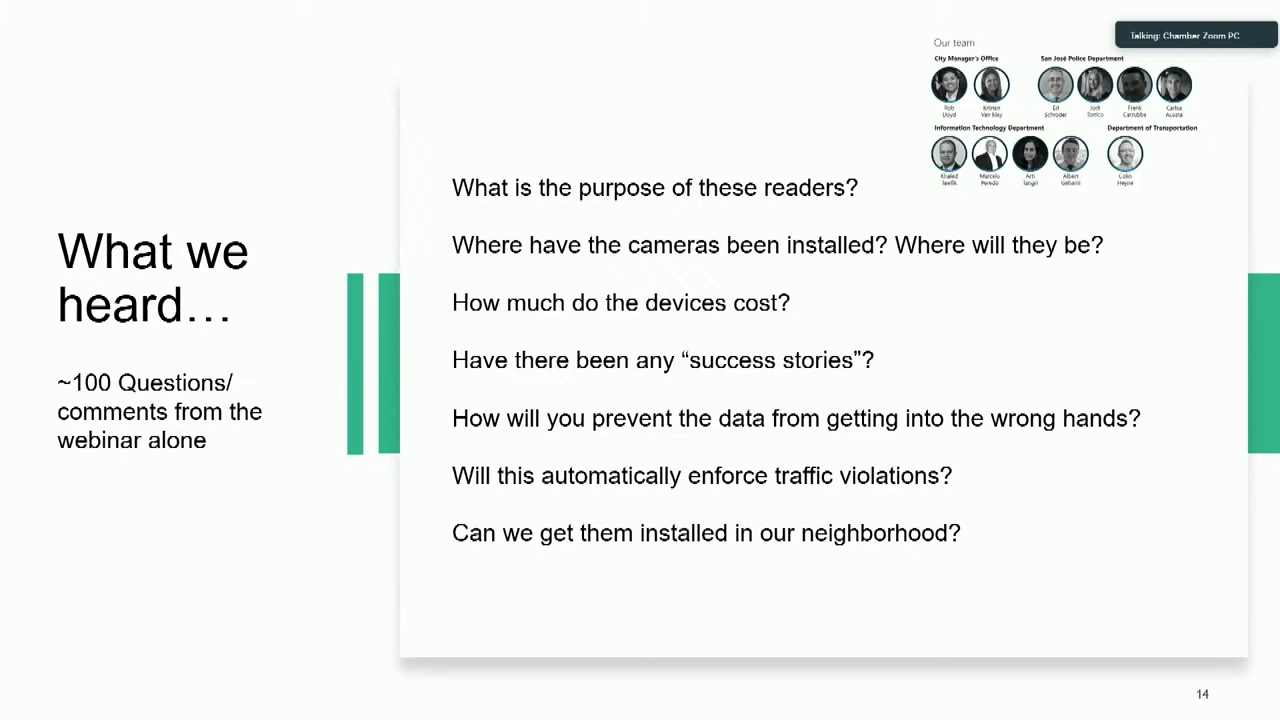 Talking: Chamber Zoom PC
Our team
City Manager's Office
San José Police Department
Rob Lloyd
Kristen Van Kley
Ed Schroder
Jodi Torrico
Frank Carrubba
Carlos Acosta
Information Technology Department
Department of Transportation
Khaled Tawfik
Marcelo Peredo
Arti Tangri
Albert Gehami
Colin Heyne
What we
heard…
~100 Questions/
comments from the
webinar alone
What is the purpose of these readers?
Where have the cameras been installed? Where will they be?
How much do the devices cost?
Have there been any “success stories”?
How will you prevent the data from getting into the wrong hands?
Will this automatically enforce traffic violations?
Can we get them installed in our neighborhood?
14